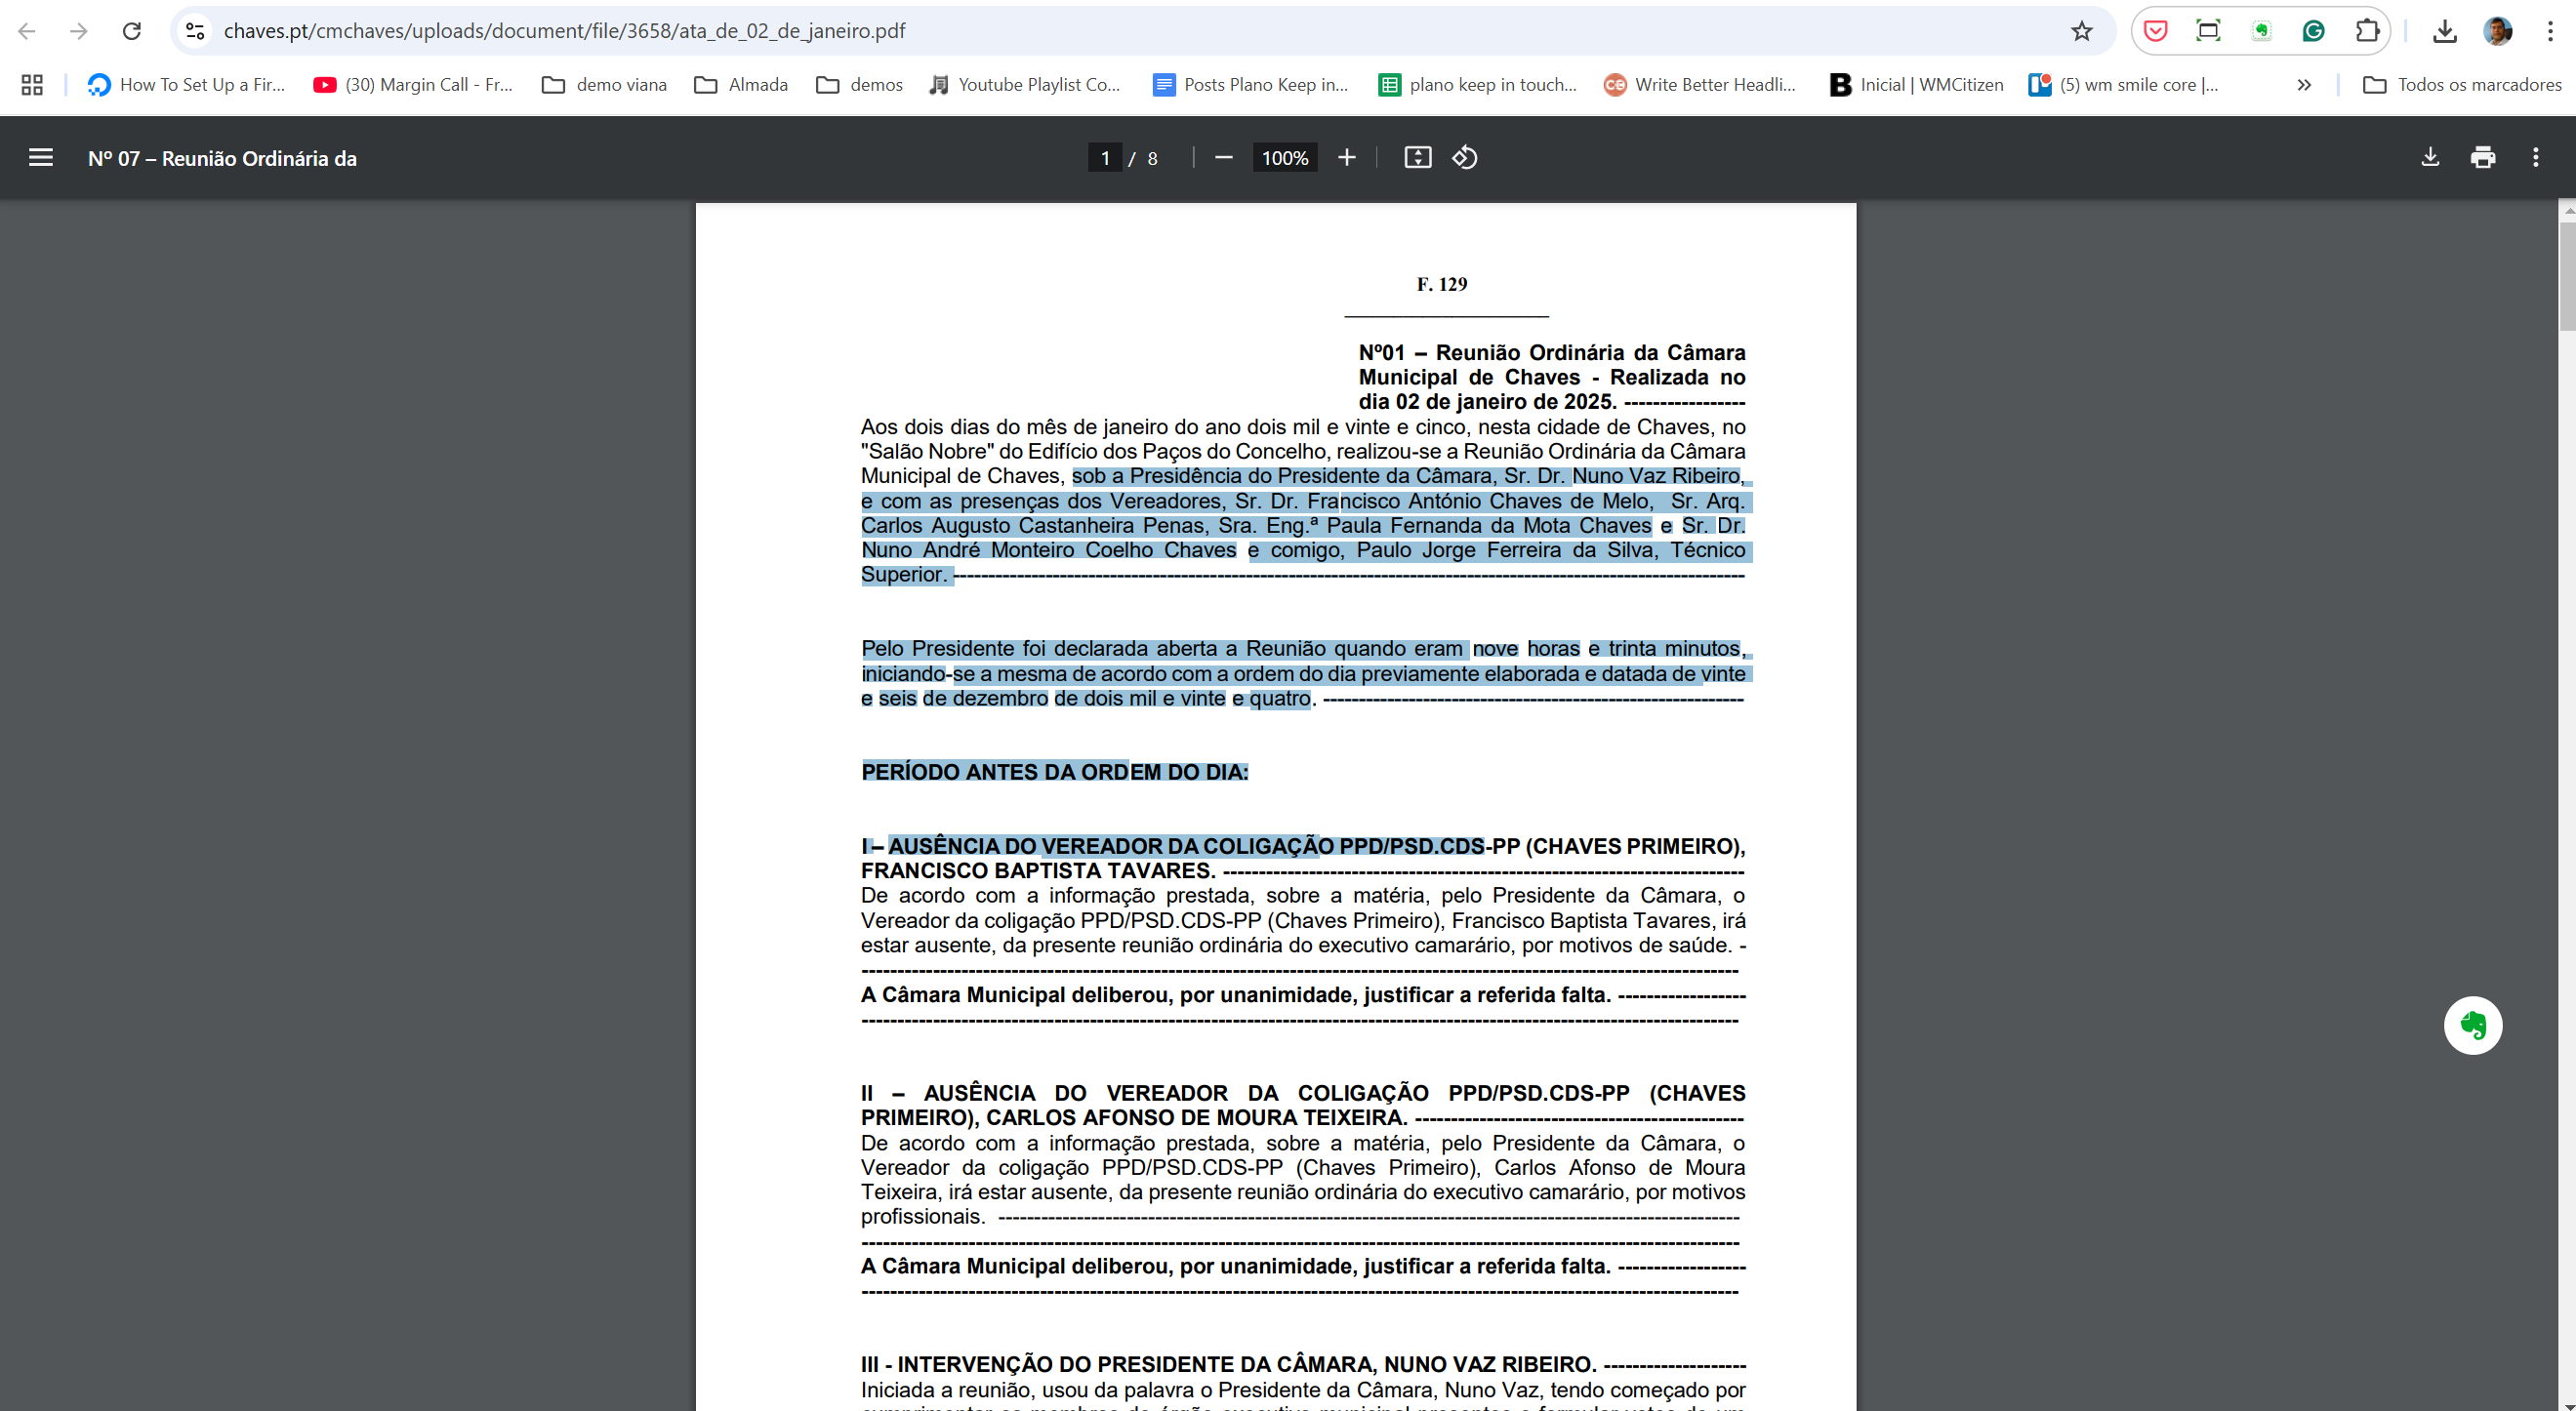 chaves.pt/cmchaves/uploads/document/file/3658/ata_de_02_de_janeiro.pdf
How To Set Up a Fir...
(30) Margin Call - Fr...
demo viana
Almada
demos
Youtube Playlist Co...
Posts Plano Keep in...
plano keep in touch...
Write Better Headli...
Inicial | WMCitizen
(5) wm smile core |...
Todos os marcadores
Nº 07 – Reunião Ordinária da
1 / 8
100%
F. 129
Nº01 – Reunião Ordinária da Câmara
Municipal de Chaves - Realizada no
dia 02 de janeiro de 2025. -----------------
Aos dois dias do mês de janeiro do ano dois mil e vinte e cinco, nesta cidade de Chaves, no
"Salão Nobre" do Edifício dos Paços do Concelho, realizou-se a Reunião Ordinária da Câmara
Municipal de Chaves, sob a Presidência do Presidente da Câmara, Sr. Dr. Nuno Vaz Ribeiro,
e com as presenças dos Vereadores, Sr. Dr. Francisco António Chaves de Melo, Sr. Arq.
Carlos Augusto Castanheira Penas, Sra. Eng.ª Paula Fernanda da Mota Chaves e Sr. Dr.
Nuno André Monteiro Coelho Chaves e comigo, Paulo Jorge Ferreira da Silva, Técnico
Superior. ----------
Pelo Presidente foi declarada aberta a Reunião quando eram nove horas e trinta minutos,
iniciando-se a mesma de acordo com a ordem do dia previamente elaborada e datada de vinte
e seis de dezembro de dois mil e vinte e quatro. ----------
PERÍODO ANTES DA ORDEM DO DIA:
I – AUSÊNCIA DO VEREADOR DA COLIGAÇÃO PPD/PSD.CDS-PP (CHAVES PRIMEIRO),
FRANCISCO BAPTISTA TAVARES. ----------
De acordo com a informação prestada, sobre a matéria, pelo Presidente da Câmara, o
Vereador da coligação PPD/PSD.CDS-PP (Chaves Primeiro), Francisco Baptista Tavares, irá
estar ausente, da presente reunião ordinária do executivo camarário, por motivos de saúde. -
----------
A Câmara Municipal deliberou, por unanimidade, justificar a referida falta. ----------
----------
II – AUSÊNCIA DO VEREADOR DA COLIGAÇÃO PPD/PSD.CDS-PP (CHAVES
PRIMEIRO), CARLOS AFONSO DE MOURA TEIXEIRA. ----------
De acordo com a informação prestada, sobre a matéria, pelo Presidente da Câmara, o
Vereador da coligação PPD/PSD.CDS-PP (Chaves Primeiro), Carlos Afonso de Moura
Teixeira, irá estar ausente, da presente reunião ordinária do executivo camarário, por motivos
profissionais. ----------
----------
A Câmara Municipal deliberou, por unanimidade, justificar a referida falta. ----------
----------
III - INTERVENÇÃO DO PRESIDENTE DA CÂMARA, NUNO VAZ RIBEIRO. ----------
Iniciada a reunião, usou da palavra o Presidente da Câmara, Nuno Vaz, tendo começado por